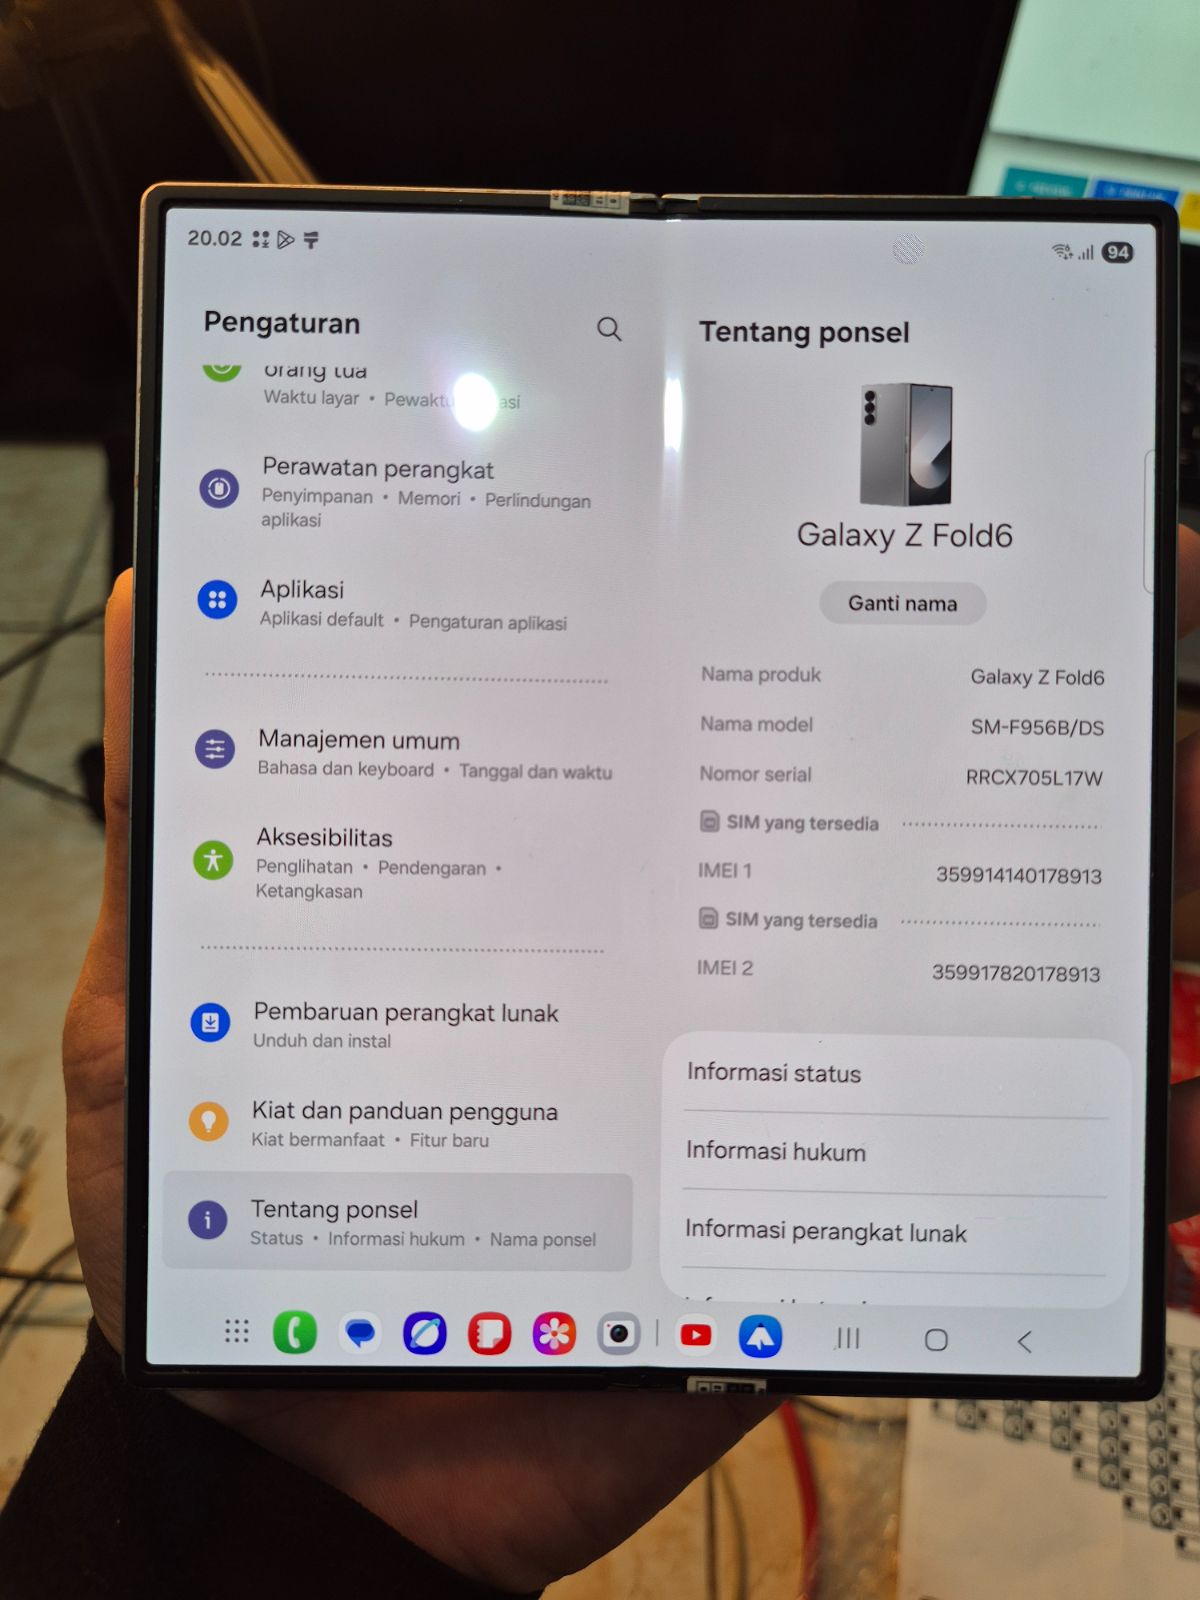 20.02
94
Pengaturan
orang tua
Waktu layar •
Perawatan perangkat
Penyimpanan • Memori • Perlindungan
aplikasi
Aplikasi
Aplikasi default • Pengaturan aplikasi
Manajemen umum
Bahasa dan keyboard • Tanggal dan waktu
Aksesibilitas
Penglihatan • Pendengaran •
Ketangkasan
Pembaruan perangkat lunak
Unduh dan instal
Kiat dan panduan pengguna
Kiat bermanfaat • Fitur baru
Tentang ponsel
Status • Informasi hukum • Nama ponsel
Tentang ponsel
Galaxy Z Fold6
Ganti nama
Nama produk Galaxy Z Fold6
Nama model SM-F956B/DS
Nomor serial RRCX705L17W
SIM yang tersedia
IMEI 1 359914140178913
SIM yang tersedia
IMEI 2 359917820178913
Informasi status
Informasi hukum
Informasi perangkat lunak